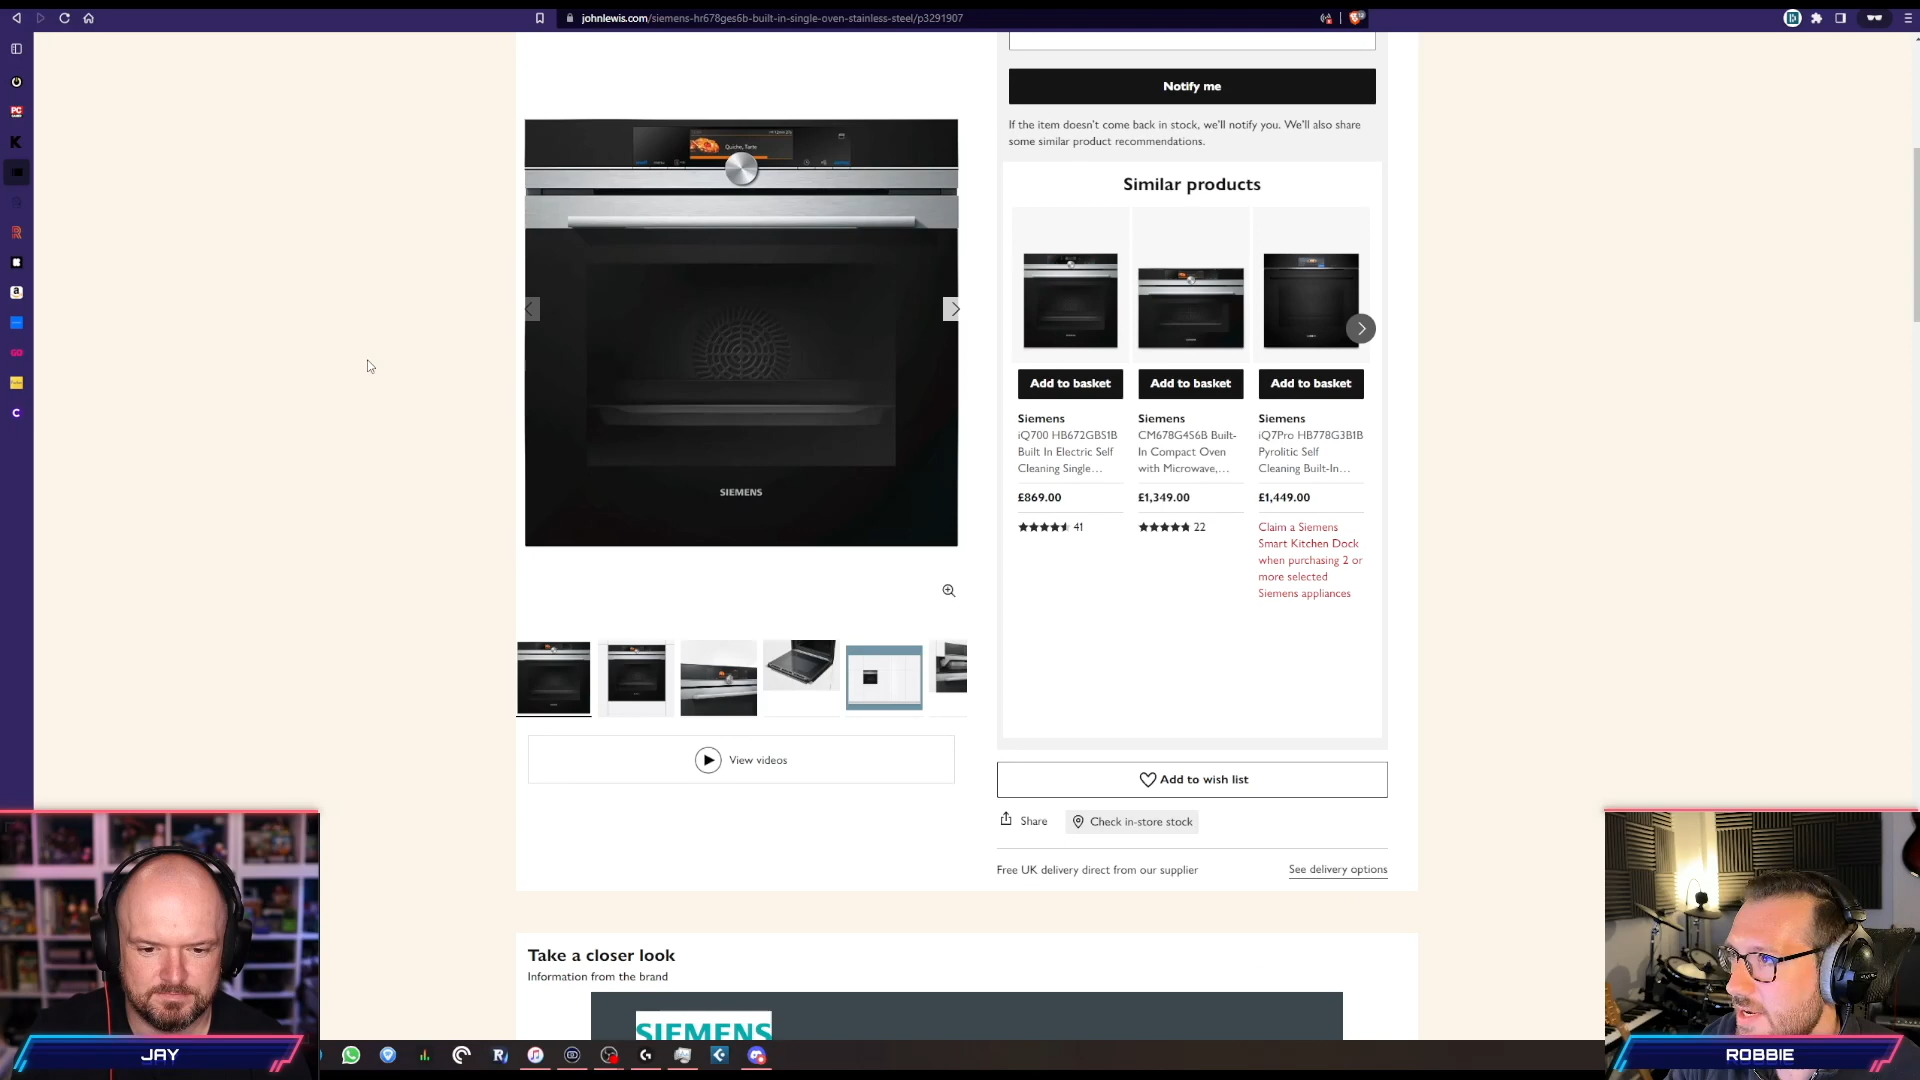 johnlewis.com/siemens-hr678ges6b-built-in-single-oven-stainless-steel/p3291907
Notify me
If the item doesn't come back in stock, we'll notify you. We'll also share
some similar product recommendations.
Quiche, Tarte
SIEMENS
Similar products
Add to basket
Add to basket
Add to basket
Siemens
iQ700 HB672GBS1B
Built In Electric Self
Cleaning Single...
£869.00
41
Siemens
CM678G4S6B Built-
In Compact Oven
with Microwave,...
£1,349.00
22
Siemens
iQ7Pro HB778G3B1B
Pyrolitic Self
Cleaning Built-In...
£1,449.00
Claim a Siemens
Smart Kitchen Dock
when purchasing 2 or
more selected
Siemens appliances
View videos
Add to wish list
Share
Check in-store stock
Free UK delivery direct from our supplier
See delivery options
Take a closer look
Information from the brand
SIEMENS
JAY
ROBBIE